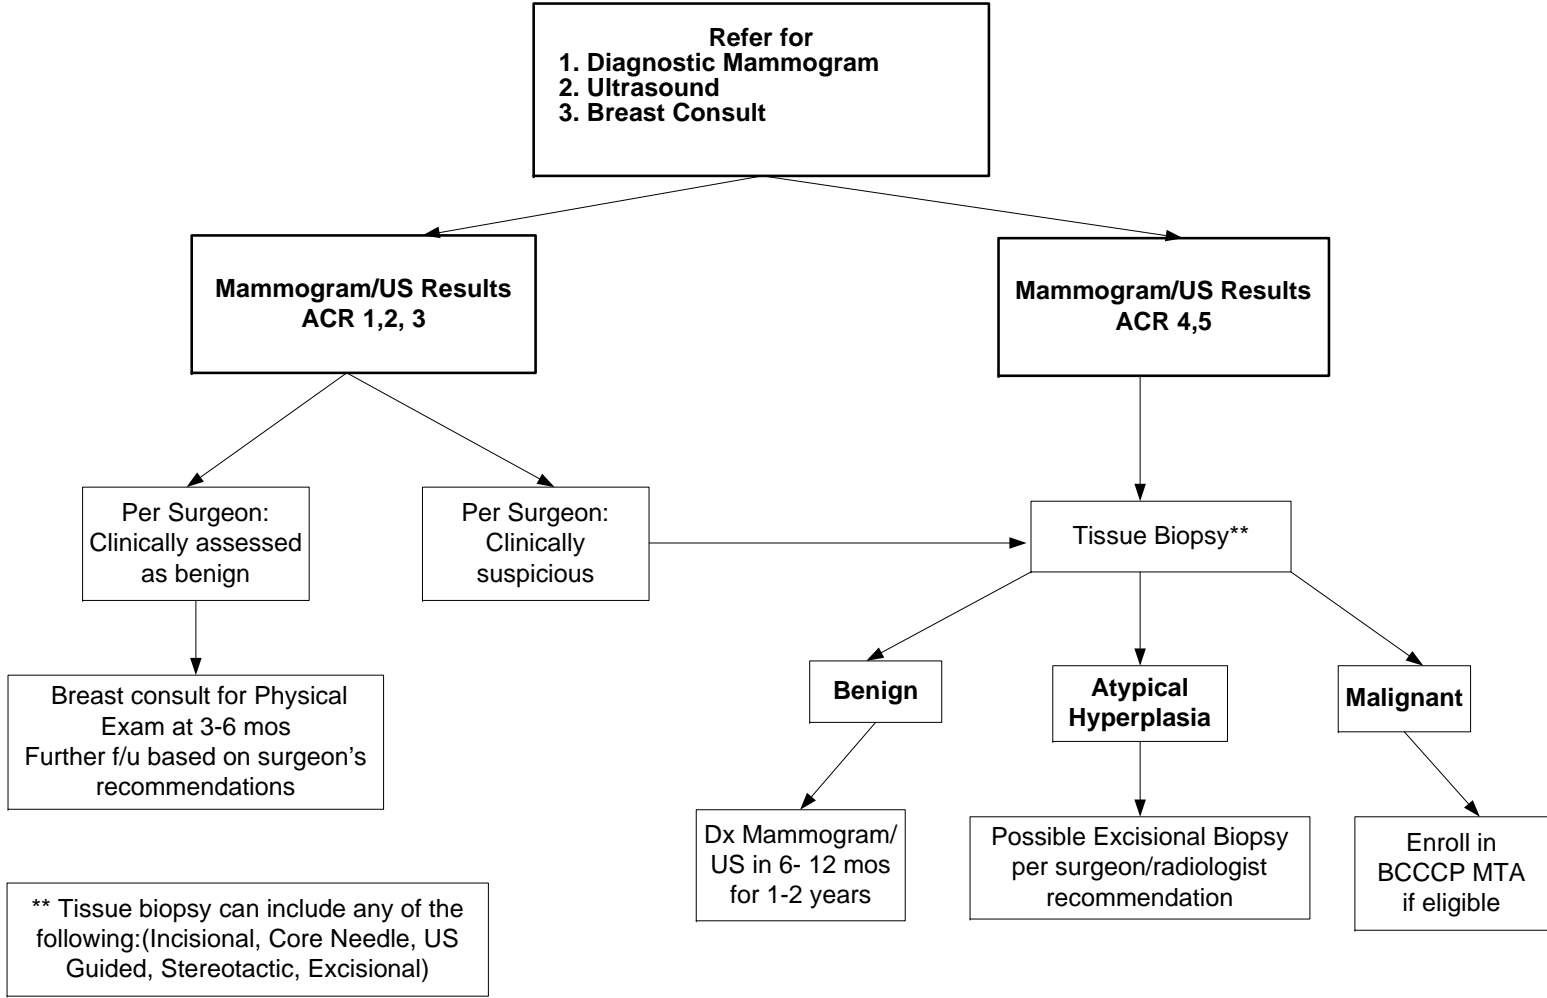 Refer for
1. Diagnostic Mammogram
2. Ultrasound
3. Breast Consult
Mammogram/US Results
ACR 1,2, 3
Mammogram/US Results
ACR 4,5
Per Surgeon:
Clinically assessed
as benign
Per Surgeon:
Clinically
suspicious
Tissue Biopsy**
Breast consult for Physical
Exam at 3-6 mos
Further f/u based on surgeon’s
recommendations
Benign
Atypical
Hyperplasia
Malignant
Dx Mammogram/
US in 6- 12 mos
for 1-2 years
Possible Excisional Biopsy
per surgeon/radiologist
recommendation
Enroll in
BCCCP MTA
if eligible
** Tissue biopsy can include any of the
following:(Incisional, Core Needle, US
Guided, Stereotactic, Excisional)